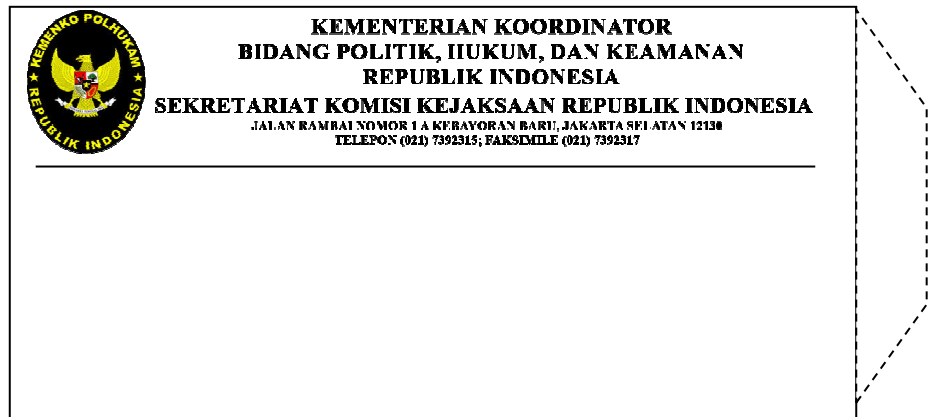 KEMENKO POLHUKAM
REPUBLIK INDONESIA
KEMENTERIAN KOORDINATOR
BIDANG POLITIK, HUKUM, DAN KEAMANAN
REPUBLIK INDONESIA
SEKRETARIAT KOMISI KEJAKSAAN REPUBLIK INDONESIA
JALAN RAMBAI NOMOR 1 A KEBAYORAN BARU, JAKARTA SELATAN 12130
TELEPON (021) 7392315; FAKSIMILE (021) 7392317